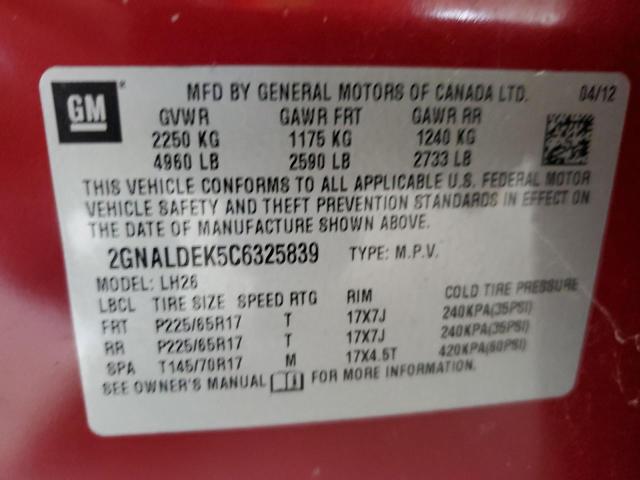 GM
MFD BY GENERAL MOTORS OF CANADA LTD. 04/12
GVWR GAWR FRT GAWR RR
2250 KG 1175 KG 1240 KG
4960 LB 2590 LB 2733 LB
THIS VEHICLE CONFORMS TO ALL APPLICABLE U.S. FEDERAL MOTOR
VEHICLE SAFETY AND THEFT PREVENTION STANDARDS IN EFFECT ON
THE DATE OF MANUFACTURE SHOWN ABOVE.
2GNALDEK5C6325839 TYPE: M.P.V.
MODEL: LH26
LBCL TIRE SIZE SPEED RTG RIM COLD TIRE PRESSURE
FRT P225/65R17 T 17X7J 240KPA(35PSI)
RR P225/65R17 T 17X7J 240KPA(35PSI)
SPA T145/70R17 M 17X4.5T 420KPA(60PSI)
SEE OWNER'S MANUAL FOR MORE INFORMATION.